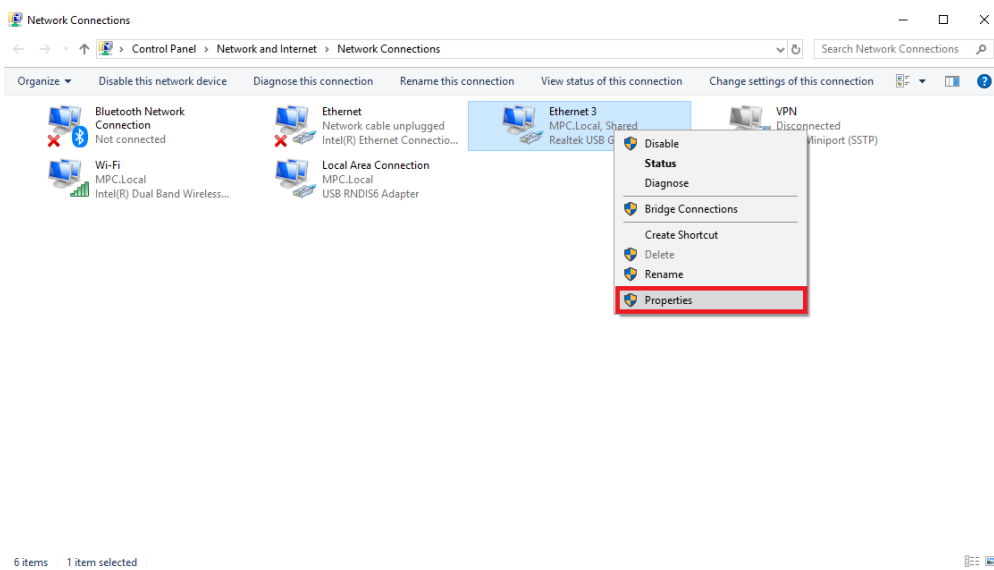 Network Connections
Control Panel > Network and Internet > Network Connections
Search Network Connections
Organize
Disable this network device
Diagnose this connection
Rename this connection
View status of this connection
Change settings of this connection
?
Bluetooth Network
Connection
Not connected
Ethernet
Network cable unplugged
Intel(R) Ethernet Connectio...
Ethernet 3
MPC.Local, Shared
Realtek USB G
VPN
Disconnected
Miniport (SSTP)
Wi-Fi
MPC.Local
Intel(R) Dual Band Wireless...
Local Area Connection
MPC.Local
USB RNDIS6 Adapter
Disable
Status
Diagnose
Bridge Connections
Create Shortcut
Delete
Rename
Properties
6 items
1 item selected